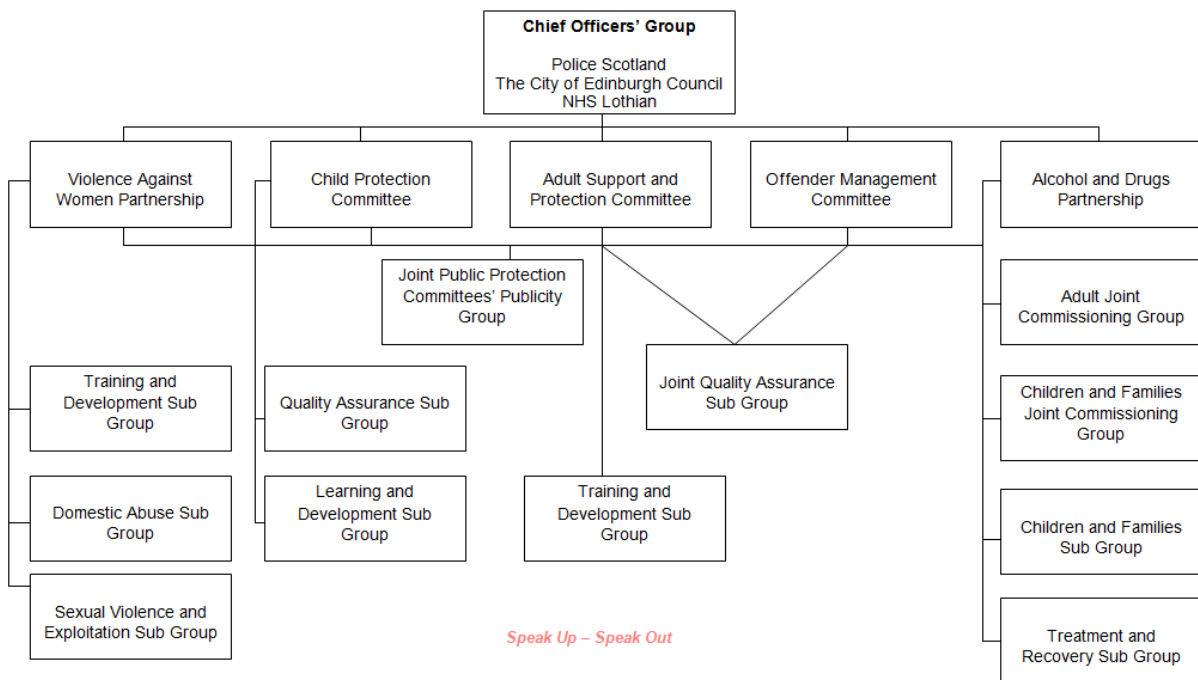 Chief Officers’ Group
Police Scotland
The City of Edinburgh Council
NHS Lothian
Violence Against
Women Partnership
Child Protection
Committee
Adult Support and
Protection Committee
Offender Management
Committee
Alcohol and Drugs
Partnership
Joint Public Protection
Committees’ Publicity
Group
Adult Joint
Commissioning Group
Training and
Development Sub
Group
Quality Assurance Sub
Group
Joint Quality Assurance
Sub Group
Children and Families
Joint Commissioning
Group
Domestic Abuse Sub
Group
Learning and
Development Sub
Group
Training and
Development Sub
Group
Children and Families
Sub Group
Sexual Violence and
Exploitation Sub Group
Speak Up – Speak Out
Treatment and
Recovery Sub Group